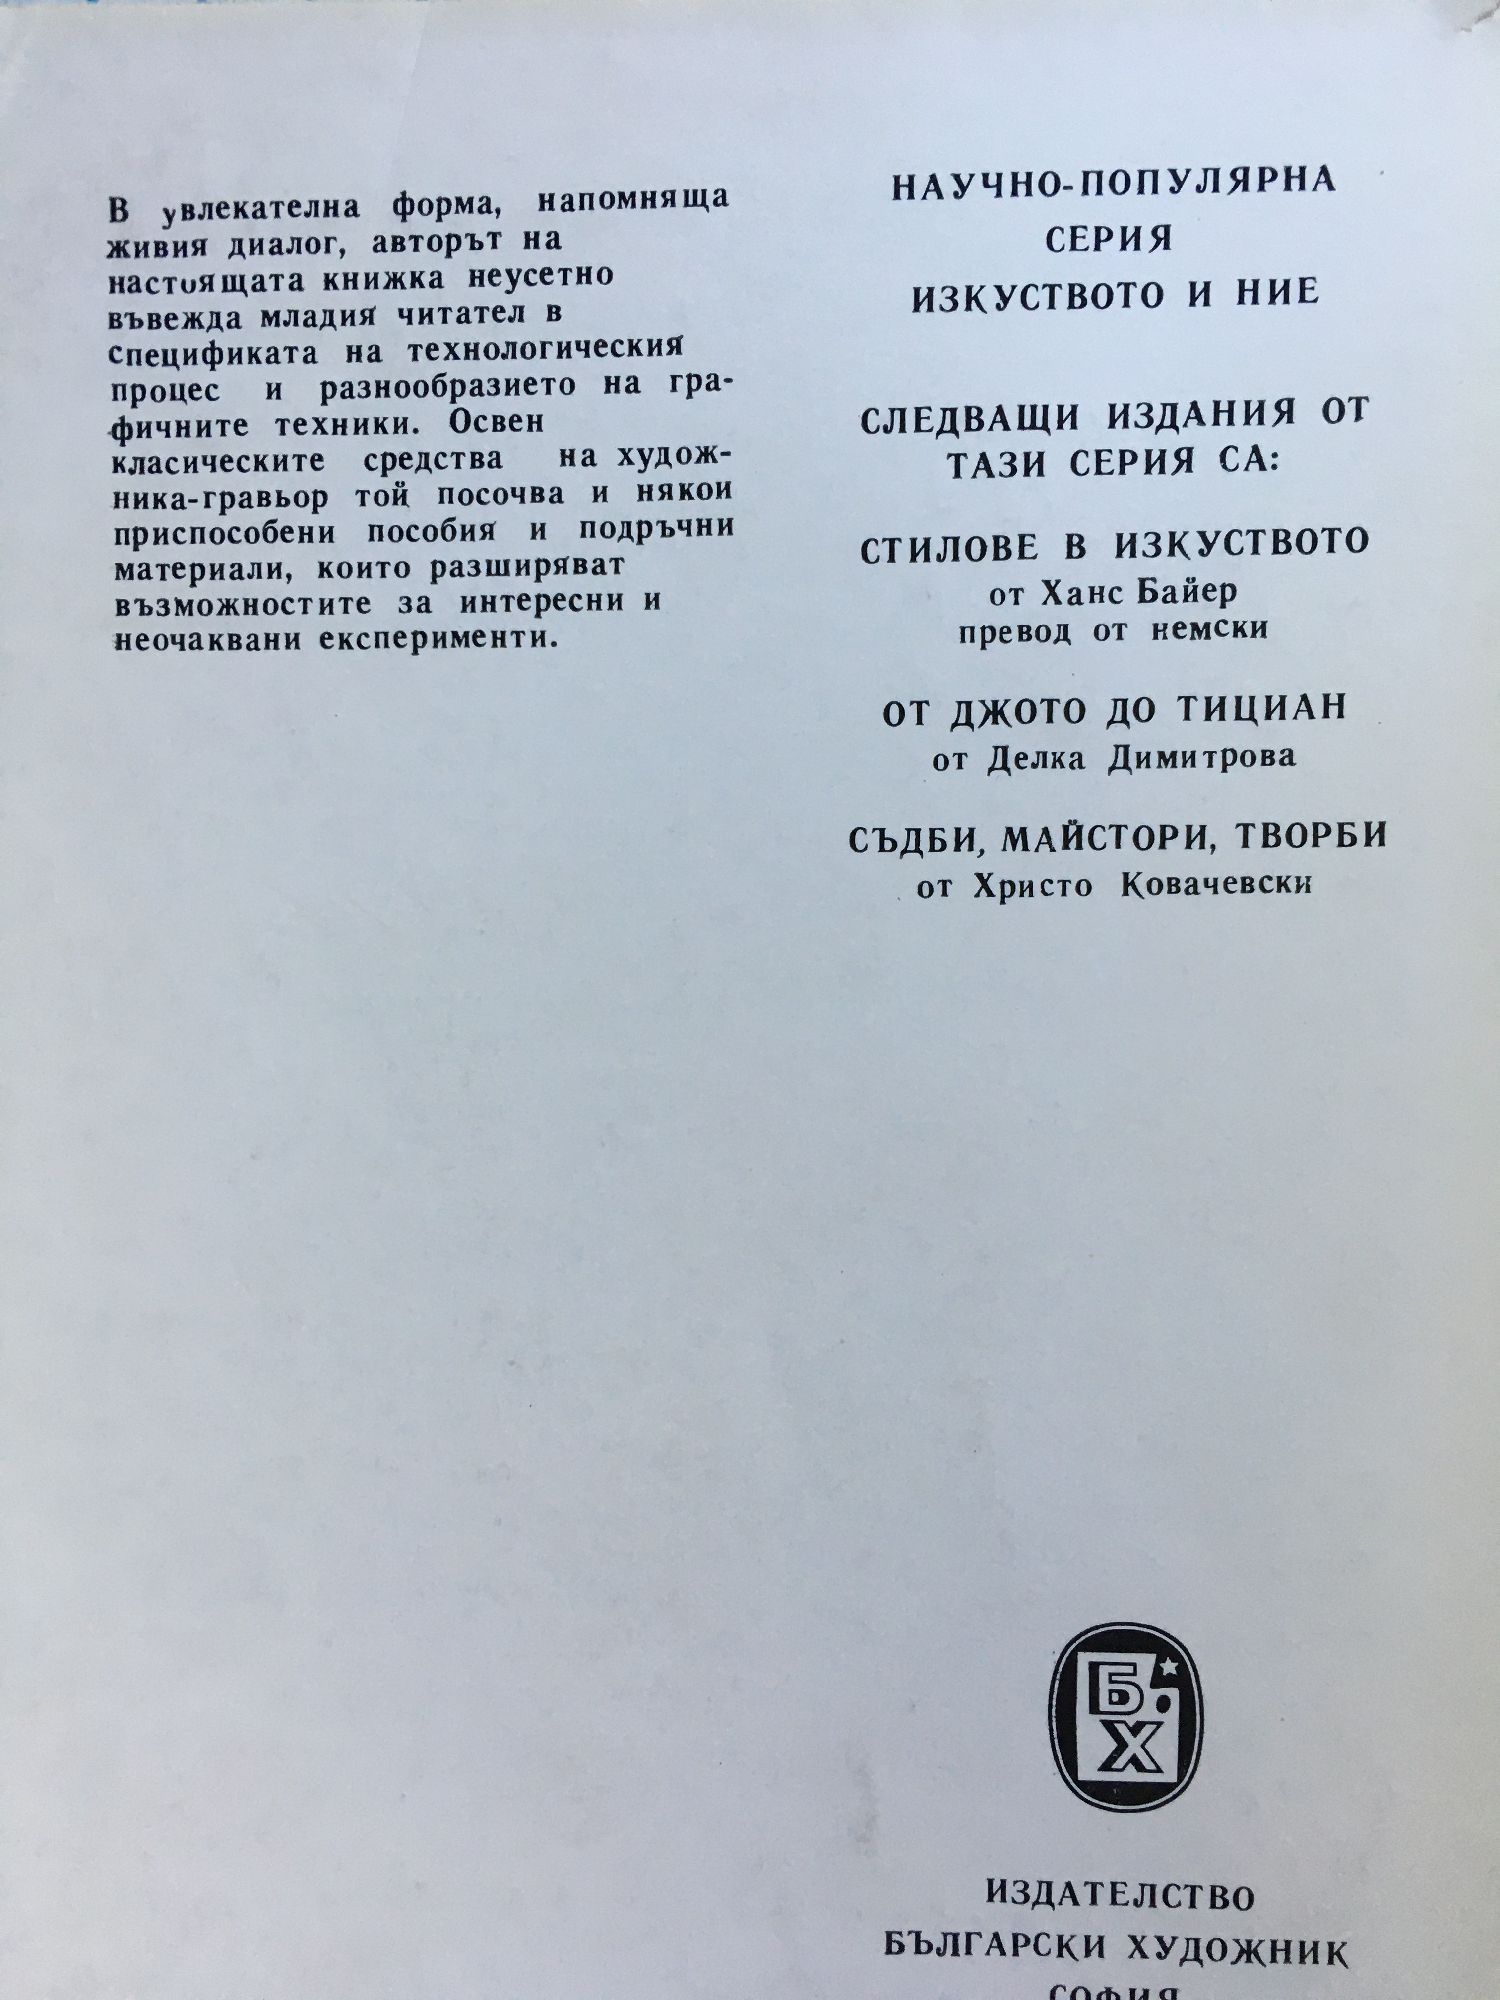 В увлекателна форма, напомняща
живия диалог, авторът на
настоящата книжка неусетно
въвежда младия читател в
спецификата на технологическия
процес и разнообразието на гра-
фичните техники. Освен
класическите средства на худож-
ника-гравьор той посочва и някои
приспособени пособия и подръчни
материали, които разширяват
възможностите за интересни и
неочаквани експерименти.
НАУЧНО-ПОПУЛЯРНА
СЕРИЯ
ИЗКУСТВОТО И НИЕ
СЛЕДВАЩИ ИЗДАНИЯ ОТ
ТАЗИ СЕРИЯ СА:
СТИЛОВЕ В ИЗКУСТВОТО
от Ханс Байер
превод от немски
ОТ ДЖОТО ДО ТИЦИАН
от Делка Димитрова
СЪДБИ, МАЙСТОРИ, ТВОРБИ
от Христо Ковачевски
Б.
Х
ИЗДАТЕЛСТВО
БЪЛГАРСКИ ХУДОЖНИК
СОФИЯ